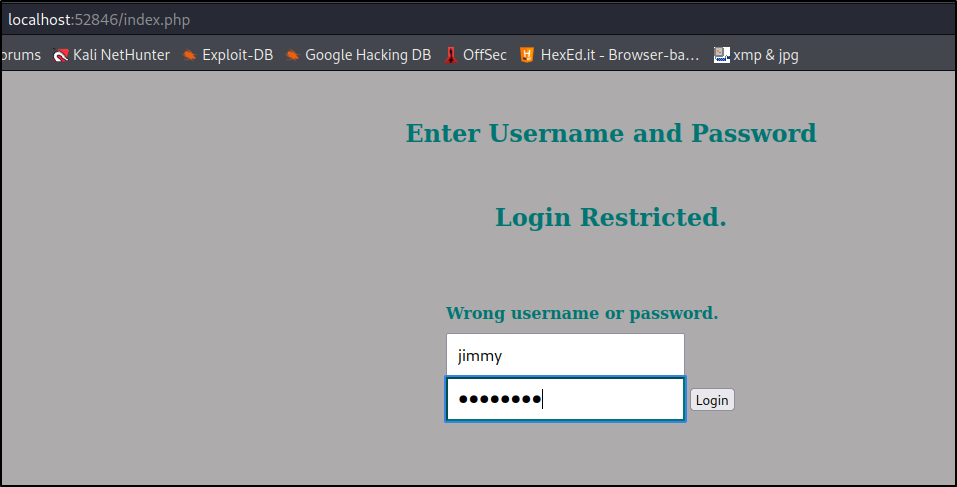 localhost:52846/index.php
orums Kali NetHunter Exploit-DB Google Hacking DB OffSec HexEd.it - Browser-ba... xmp & jpg
Enter Username and Password
Login Restricted.
Wrong username or password.
jimmy
●●●●●●●● Login